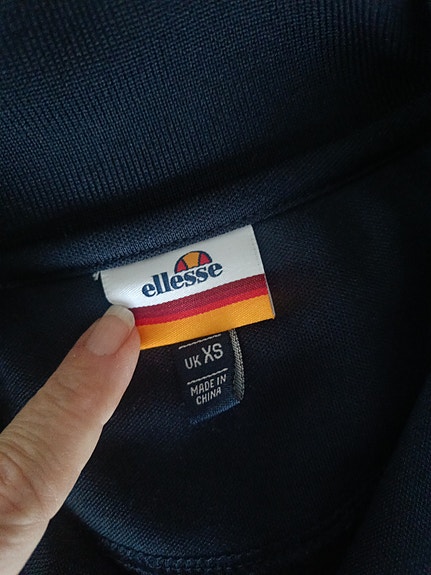 ellesse
UK XS
MADE IN
CHINA